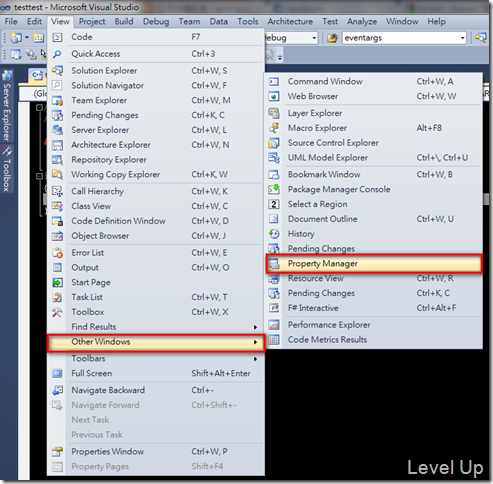 testtest - Microsoft Visual Studio
File Edit View Project Build Debug Team Data Tools Architecture Test Analyze Window Help
ebug eventargs
Server Explorer
Toolbox
(Glo
Code F7
Quick Access Ctrl+3
Solution Explorer Ctrl+W, S
Solution Navigator Ctrl+W, F
Team Explorer Ctrl+W, M
Pending Changes Ctrl+K, C
Server Explorer Ctrl+W, L
Architecture Explorer Ctrl+W, N
Repository Explorer
Working Copy Explorer Ctrl+K, W
Call Hierarchy Ctrl+W, K
Class View Ctrl+W, C
Code Definition Window Ctrl+W, D
Object Browser Ctrl+W, J
Error List Ctrl+W, E
Output Ctrl+W, O
Start Page
Task List Ctrl+W, T
Toolbox Ctrl+W, X
Find Results
Other Windows
Toolbars
Full Screen Shift+Alt+Enter
Navigate Backward Ctrl+-
Navigate Forward Ctrl+Shift+-
Next Task
Previous Task
Properties Window Ctrl+W, P
Property Pages Shift+F4
Command Window Ctrl+W, A
Web Browser Ctrl+W, W
Layer Explorer
Macro Explorer Alt+F8
Source Control Explorer
UML Model Explorer Ctrl+\, Ctrl+U
Bookmark Window Ctrl+W, B
Package Manager Console
Select a Region
Document Outline Ctrl+W, U
History
Pending Changes
Property Manager
Resource View Ctrl+W, R
Pending Changes Ctrl+K, C
F# Interactive Ctrl+Alt+F
Performance Explorer
Code Metrics Results
Level Up